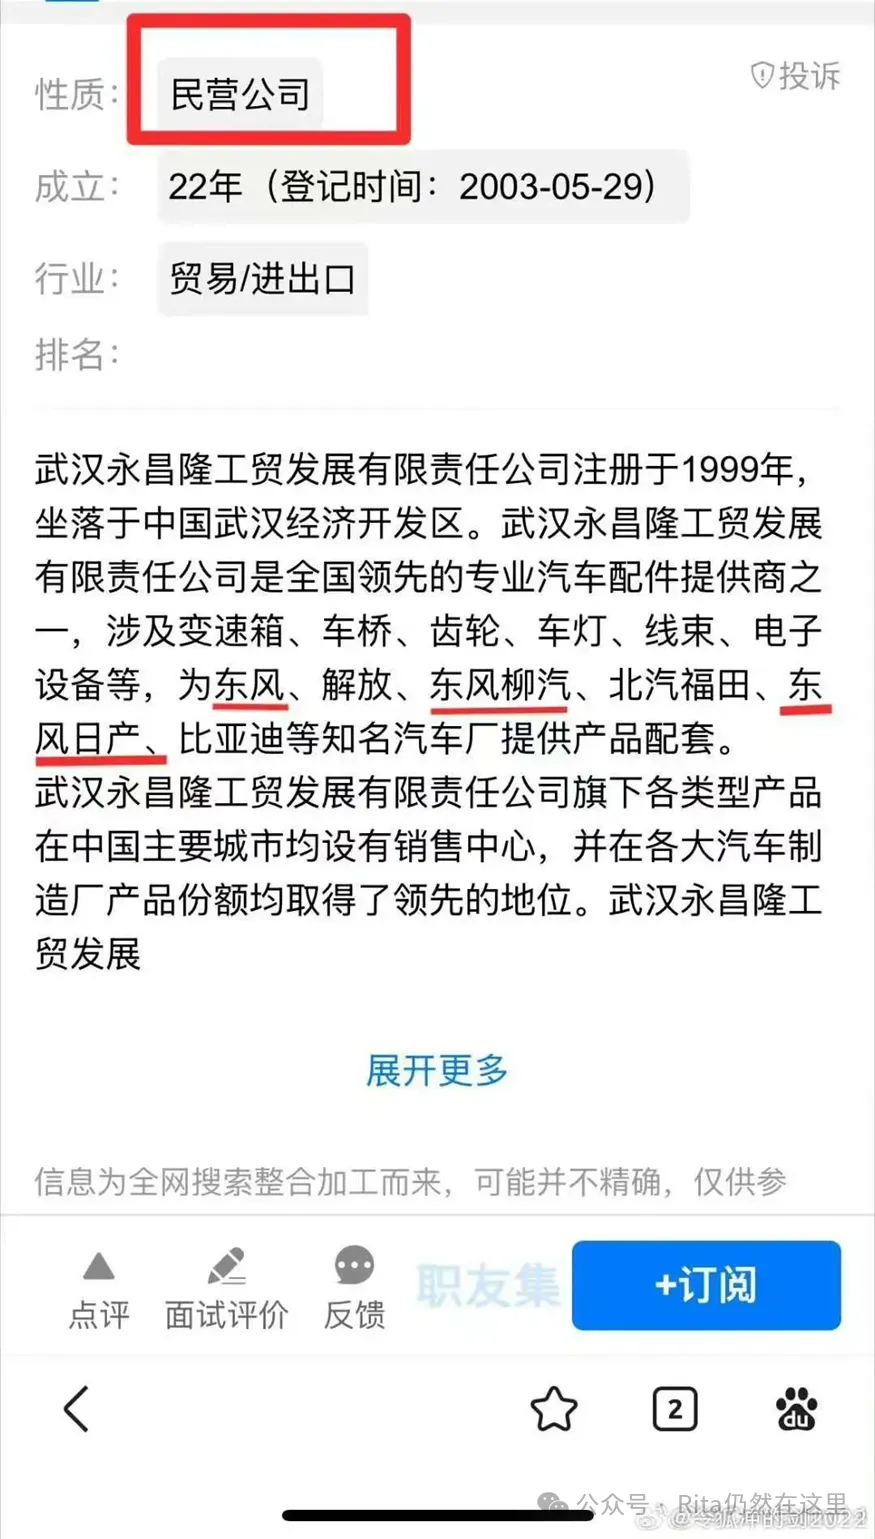 性质：
民营公司
投诉
成立：
22年（登记时间：2003-05-29）
行业：
贸易/进出口
排名：
武汉永昌隆工贸发展有限责任公司注册于1999年，
坐落于中国武汉经济开发区。武汉永昌隆工贸发展
有限责任公司是全国领先的专业汽车配件提供商之
一，涉及变速箱、车桥、齿轮、车灯、线束、电子
设备等，为东风、解放、东风柳汽、北汽福田、东
风日产、比亚迪等知名汽车厂提供产品配套。
武汉永昌隆工贸发展有限责任公司旗下各类型产品
在中国主要城市均设有销售中心，并在各大汽车制
造厂产品份额均取得了领先的地位。武汉永昌隆工
贸发展
展开更多
信息为全网搜索整合加工而来，可能并不精确，仅供参
点评
面试评价
反馈
职友集
+订阅
2
du
公众号 · Rita仍然在这里
@令狐冲的剑2022